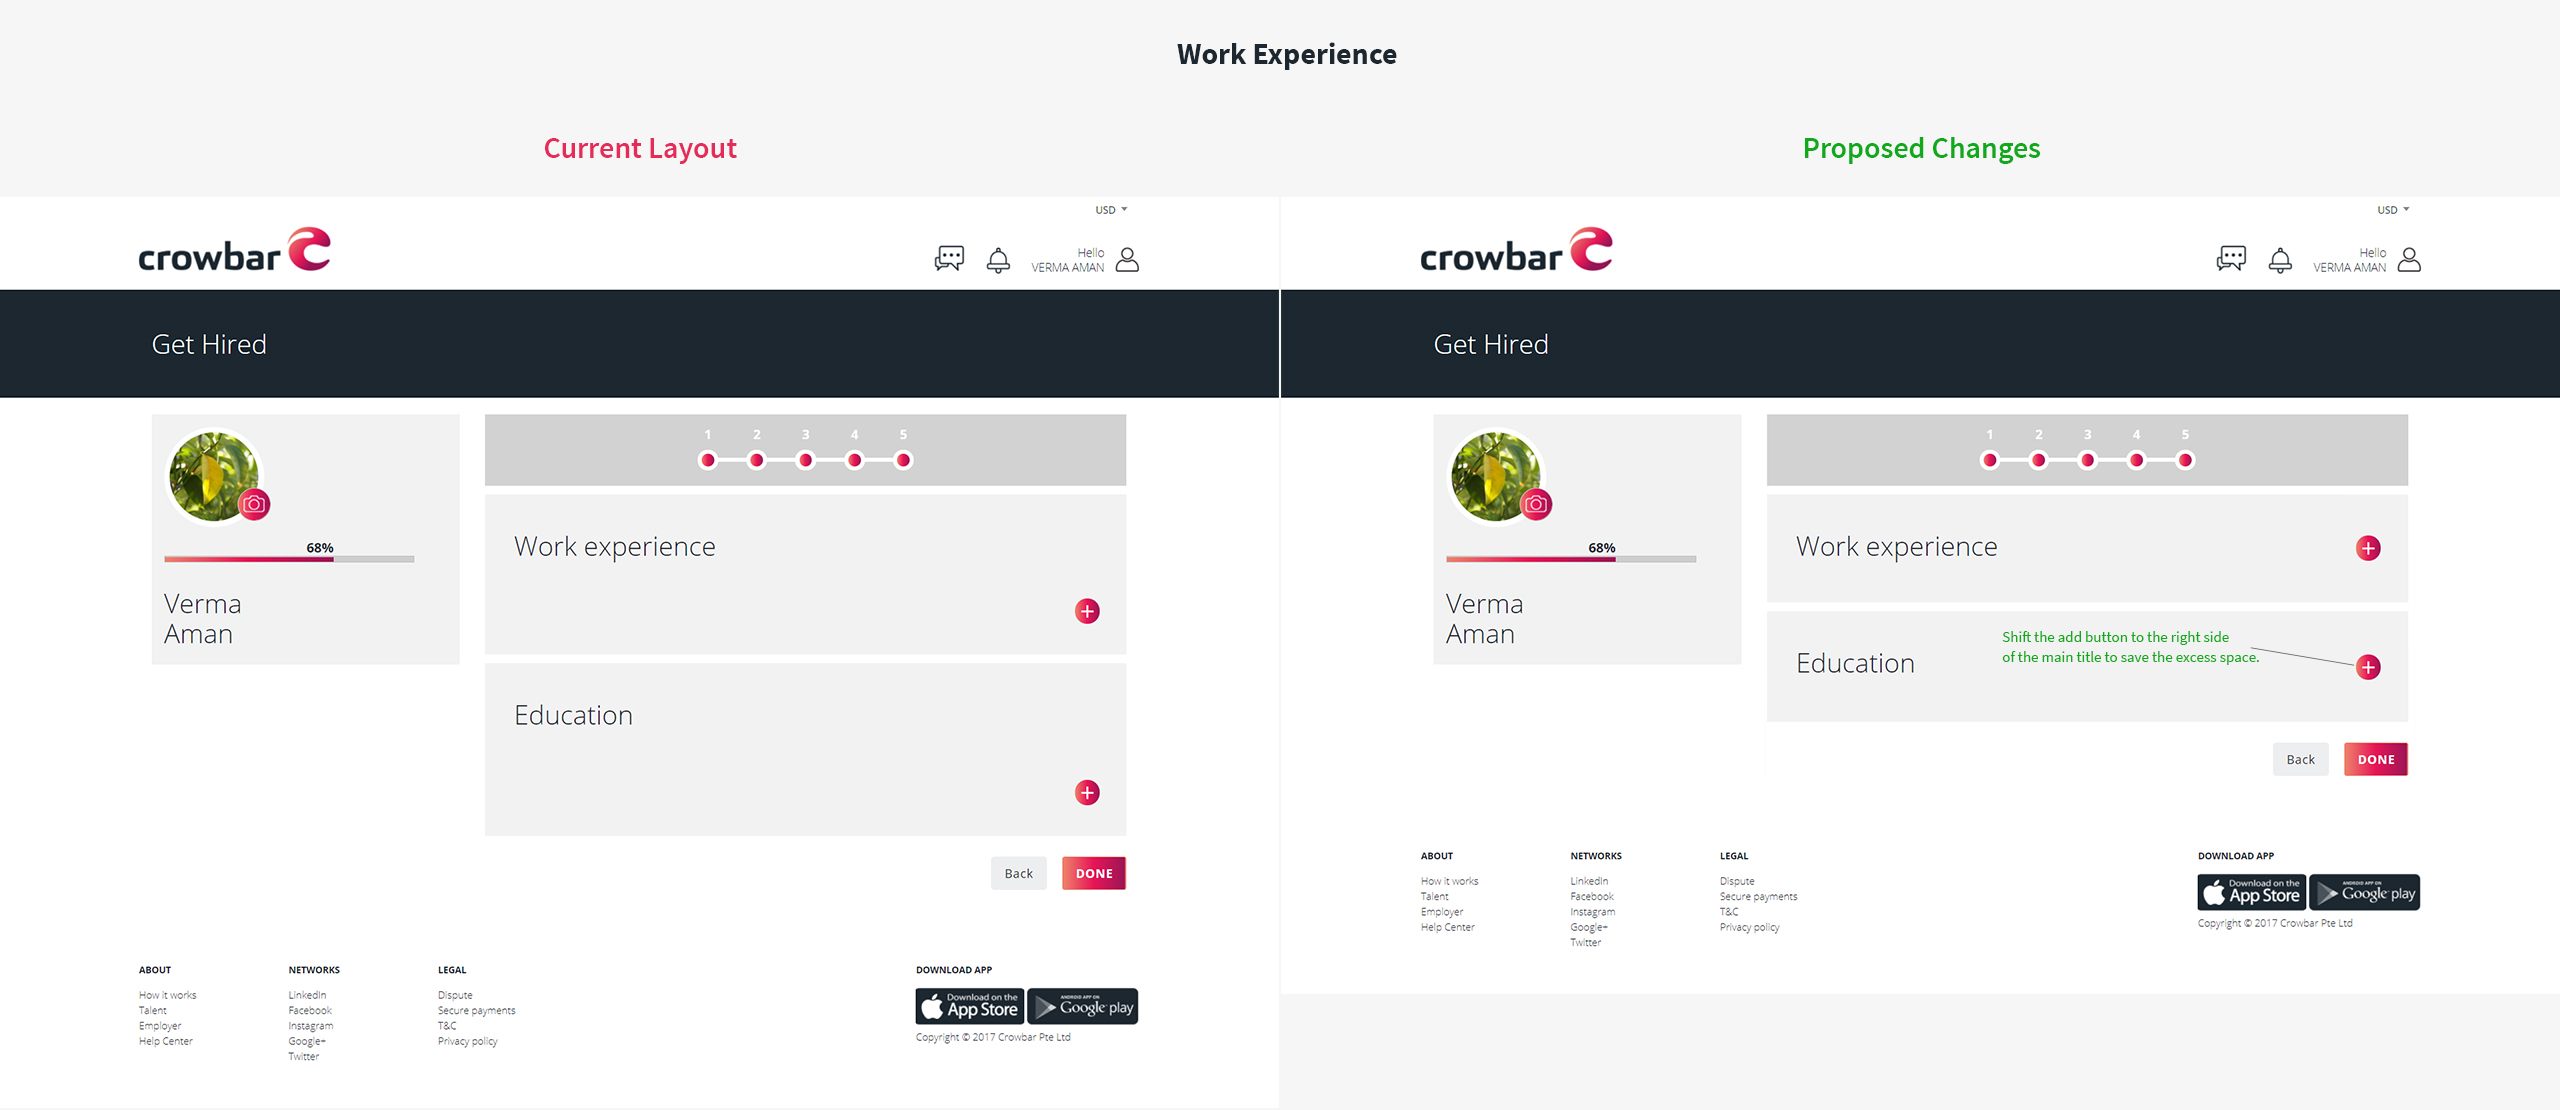 Work Experience
Current Layout
USD
crowbar
Hello
VERMA AMAN
Get Hired
1 2 3 4 5
68%
Verma
Aman
Work experience
Education
Back
DONE
ABOUT
How it works
Talent
Employer
Help Center
NETWORKS
LinkedIn
Facebook
Instagram
Google+
Twitter
LEGAL
Dispute
Secure payments
T&C
Privacy policy
DOWNLOAD APP
Download on the
App Store
ANDROID APP ON
Google play
Copyright © 2017 Crowbar Pte Ltd
Proposed Changes
USD
crowbar
Hello
VERMA AMAN
Get Hired
1 2 3 4 5
68%
Verma
Aman
Work experience
Shift the add button to the right side
of the main title to save the excess space.
Education
Back
DONE
ABOUT
How it works
Talent
Employer
Help Center
NETWORKS
LinkedIn
Facebook
Instagram
Google+
Twitter
LEGAL
Dispute
Secure payments
T&C
Privacy policy
DOWNLOAD APP
Download on the
App Store
ANDROID APP ON
Google play
Copyright © 2017 Crowbar Pte Ltd